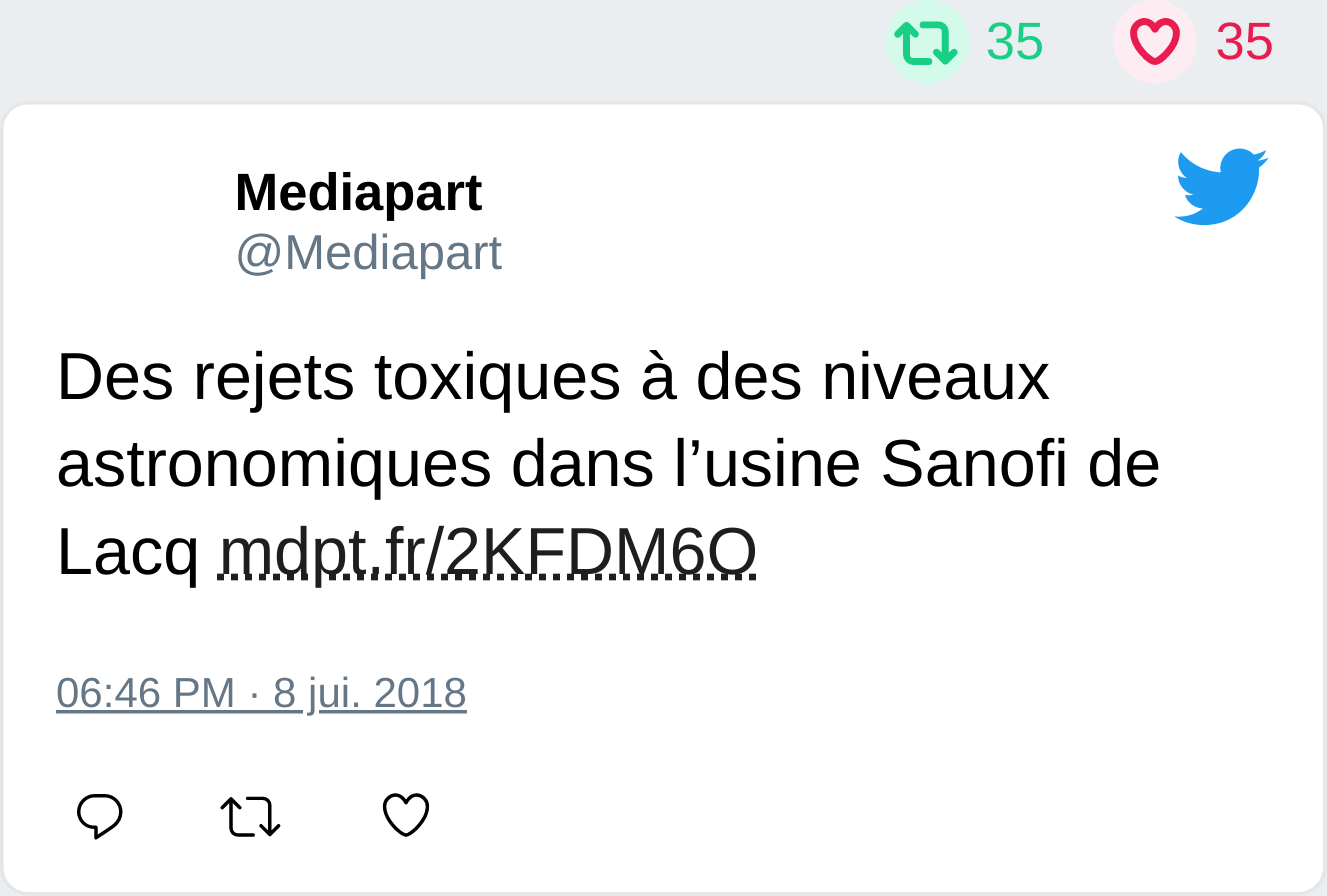 35 35
Mediapart
@Mediapart
Des rejets toxiques à des niveaux
astronomiques dans l’usine Sanofi de
Lacq mdpt.fr/2KFDM6O
06:46 PM · 8 jui. 2018